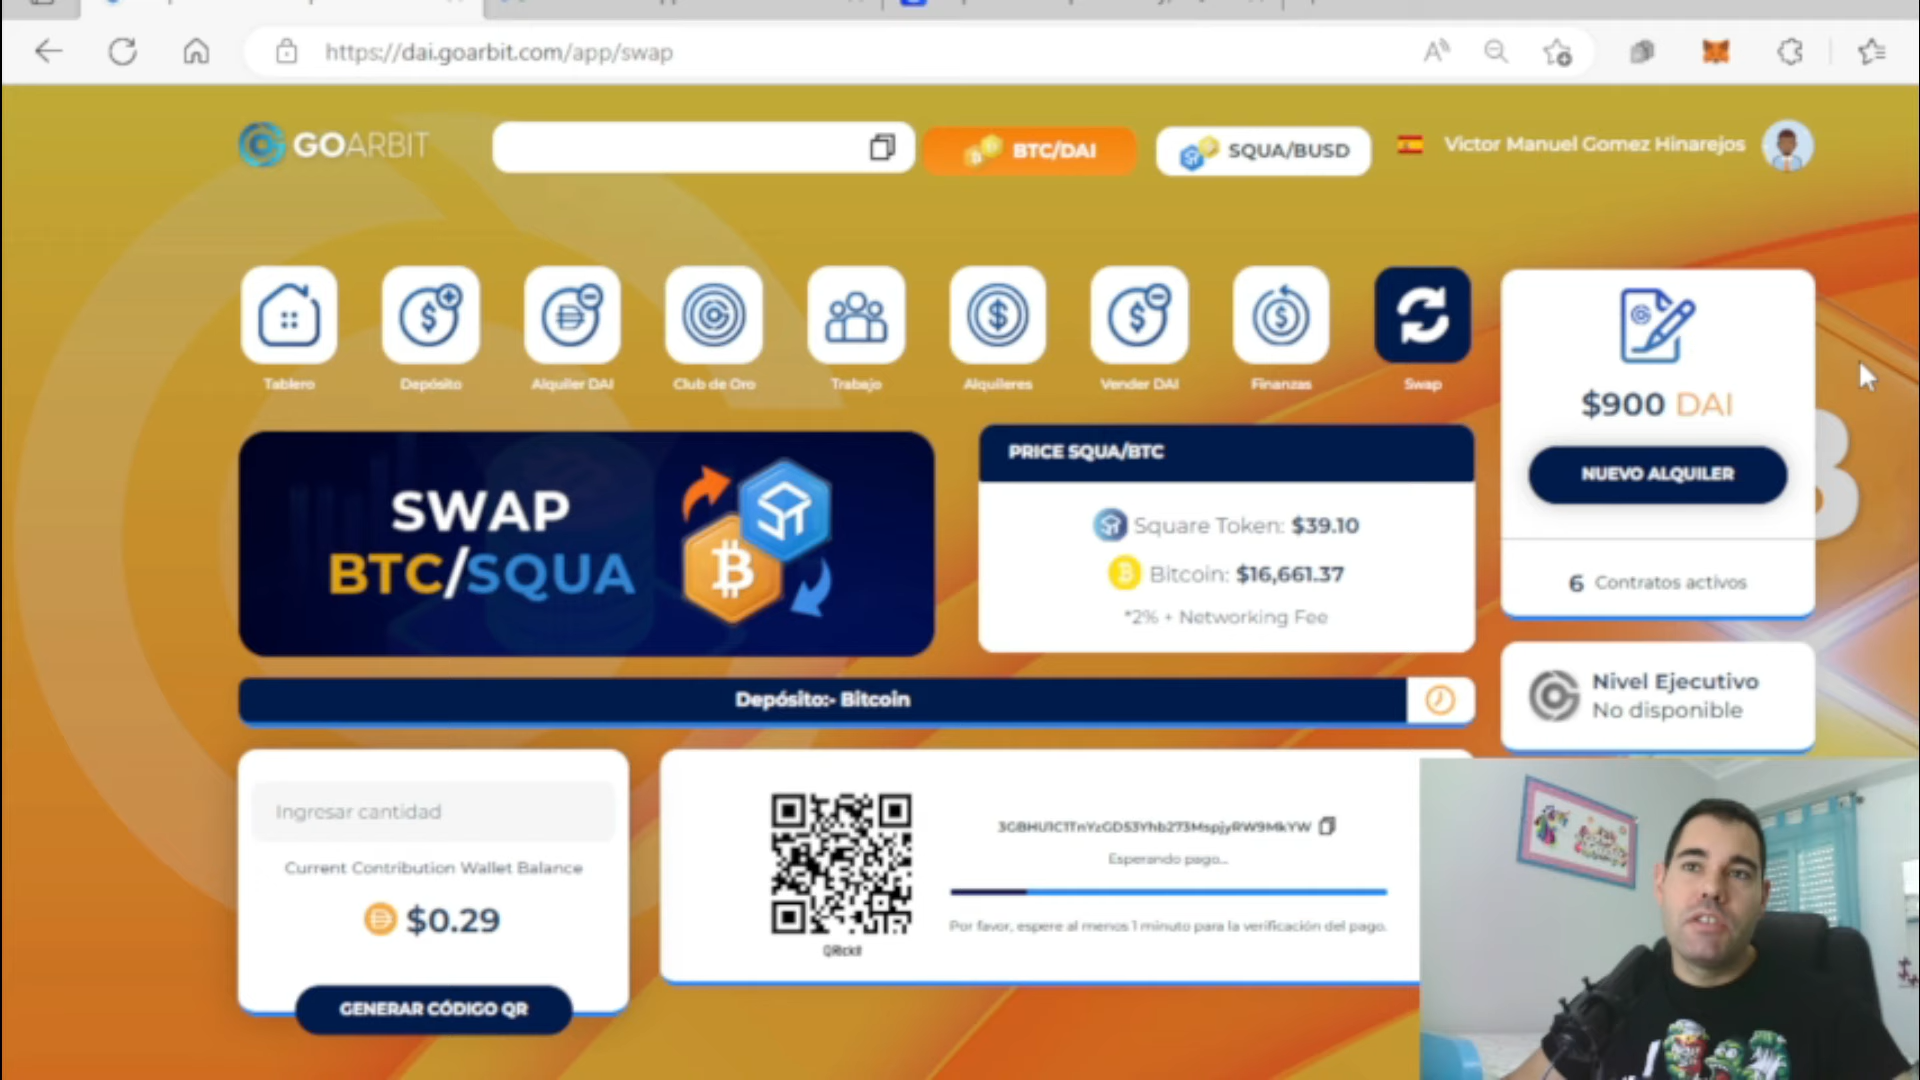 https://dai.goarbit.com/app/swap
GOARBIT
BTC/DAI
SQUA/BUSD
Victor Manuel Gomez Hinarejos
Tablero
Depósito
Alquiler DAI
Club de Oro
Trabajo
Alquileres
Vender DAI
Finanzas
Swap
$900 DAI
NUEVO ALQUILER
6 Contratos activos
SWAP
BTC/SQUA
PRICE SQUA/BTC
Square Token: $39.10
Bitcoin: $16,661.37
*2% + Networking Fee
Nivel Ejecutivo
No disponible
Depósito:- Bitcoin
Ingresar cantidad
Current Contribution Wallet Balance
$0.29
GENERAR CÓDIGO QR
Esperando pago...
Por favor, espere al menos 1 minuto para la verificación del pago.